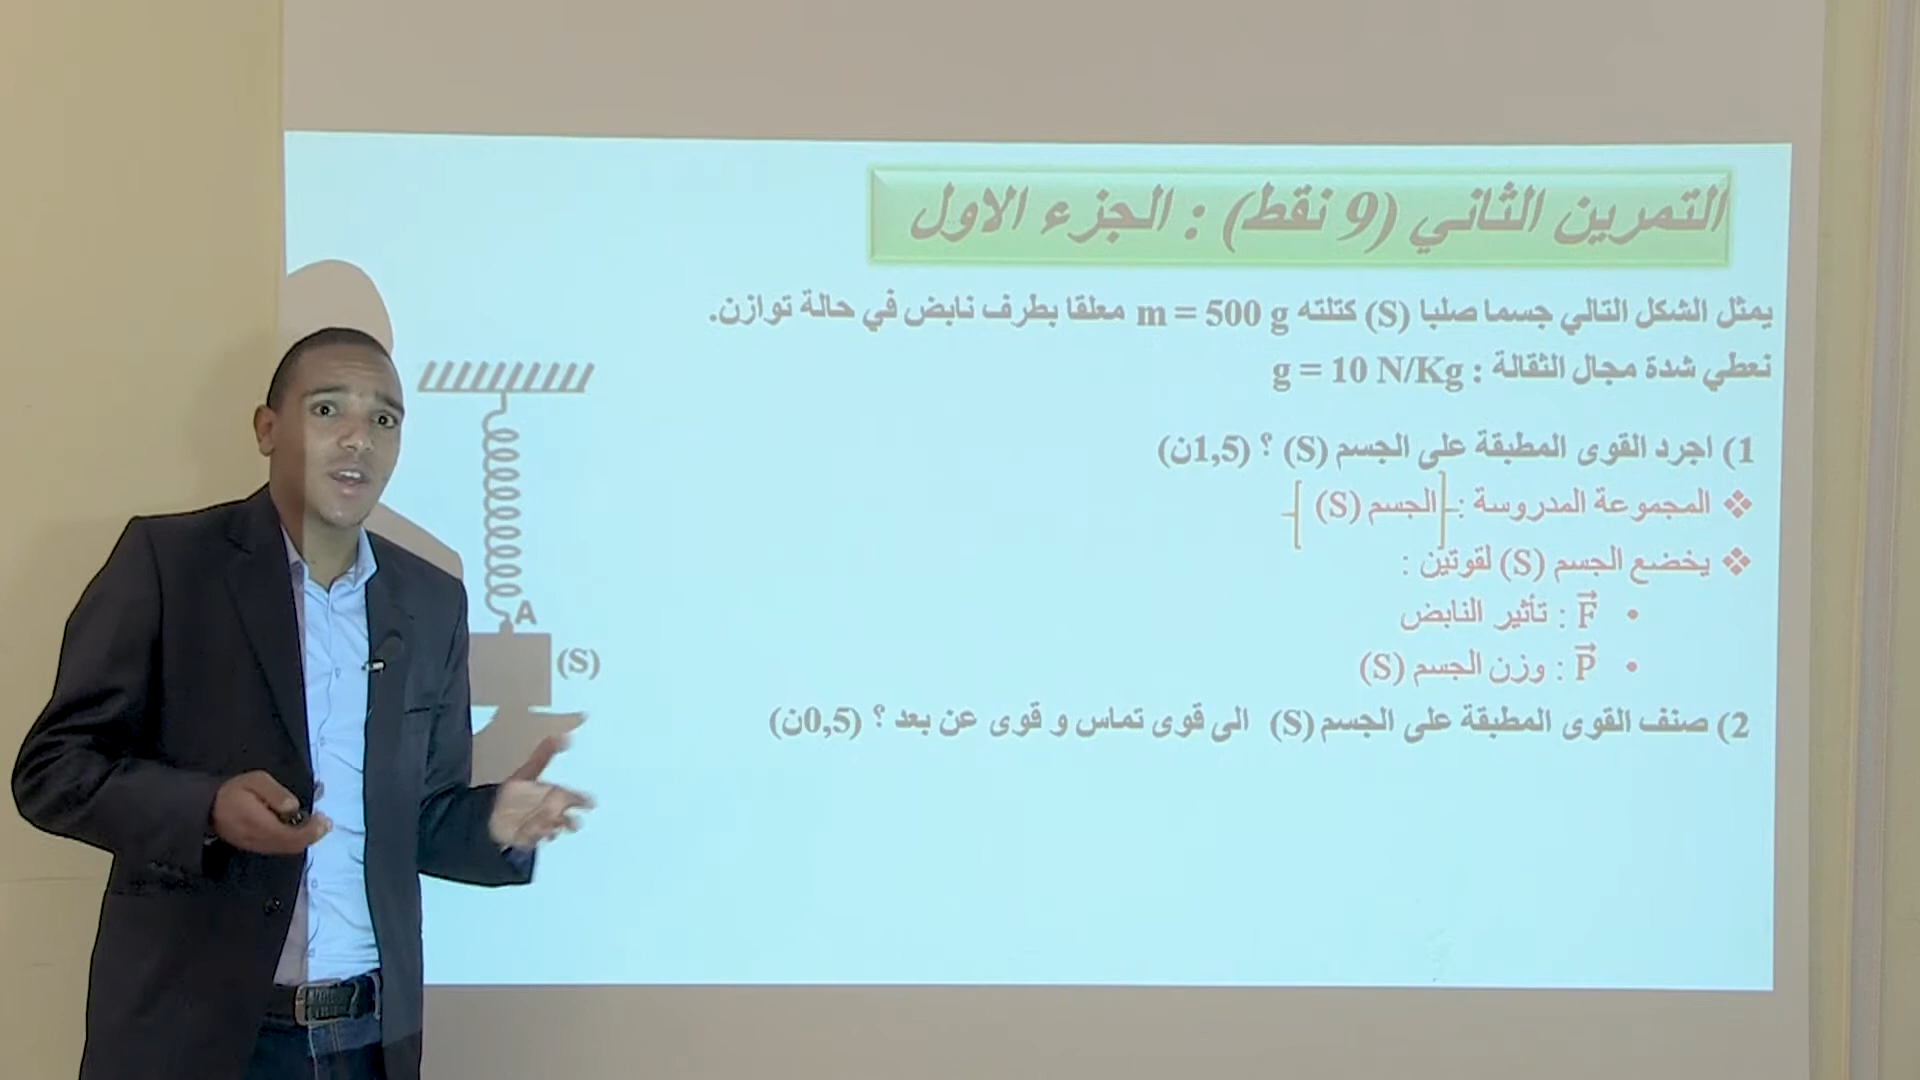 التمرين الثاني (9 نقط) : الجزء الاول
يمثل الشكل التالي جسما صلبا (S) كتلته m = 500 g معلقا بطرف نابض في حالة توازن.
نعطي شدة مجال الثقالة : g = 10 N/Kg
1) اجرد القوى المطبقة على الجسم (S) ؟ (1,5ن)
❖ المجموعة المدروسة : {الجسم (S)}
❖ يخضع الجسم (S) لقوتين :
• F⃗ : تأثير النابض
• P⃗ : وزن الجسم (S)
2) صنف القوى المطبقة على الجسم (S) الى قوى تماس و قوى عن بعد ؟ (0,5ن)
A
(S)